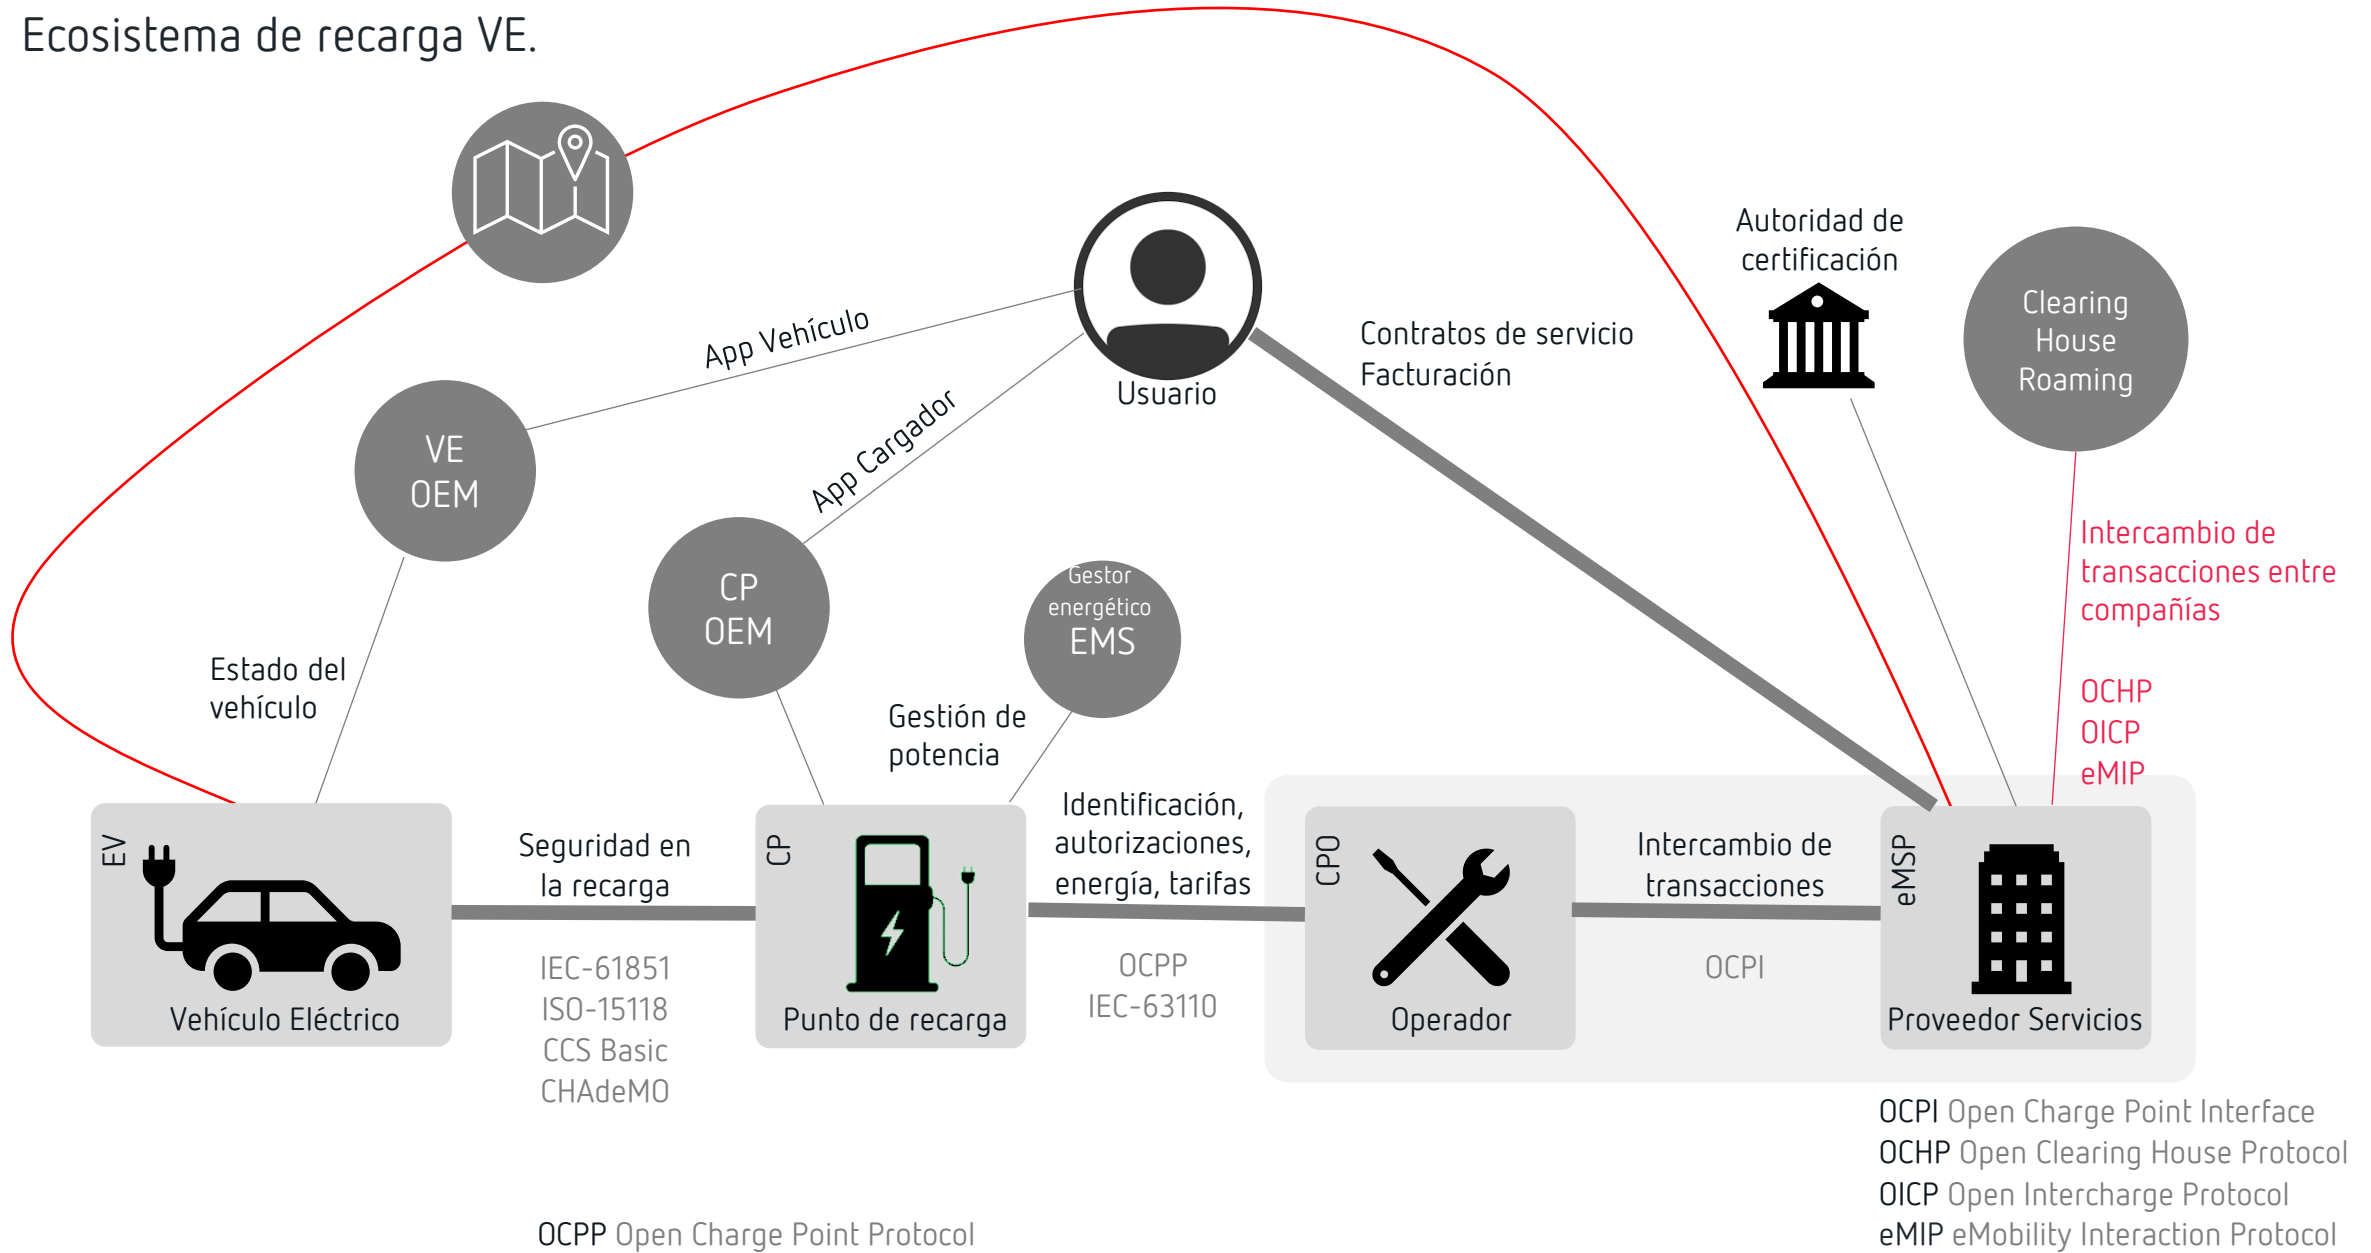 Ecosistema de recarga VE.
Autoridad de
certificación
Clearing
House
Roaming
App Vehículo
Contratos de servicio
Facturación
Usuario
App Cargador
VE
OEM
CP
OEM
Gestor
energético
EMS
Intercambio de
transacciones entre
compañías
OCHP
OICP
eMIP
Estado del
vehículo
Gestión de
potencia
EV
Vehículo Eléctrico
Seguridad en
la recarga
IEC-61851
ISO-15118
CCS Basic
CHAdeMO
CP
Punto de recarga
Identificación,
autorizaciones,
energía, tarifas
OCPP
IEC-63110
CPO
Operador
Intercambio de
transacciones
OCPI
eMSP
Proveedor Servicios
OCPI Open Charge Point Interface
OCHP Open Clearing House Protocol
OICP Open Intercharge Protocol
eMIP eMobility Interaction Protocol
OCPP Open Charge Point Protocol